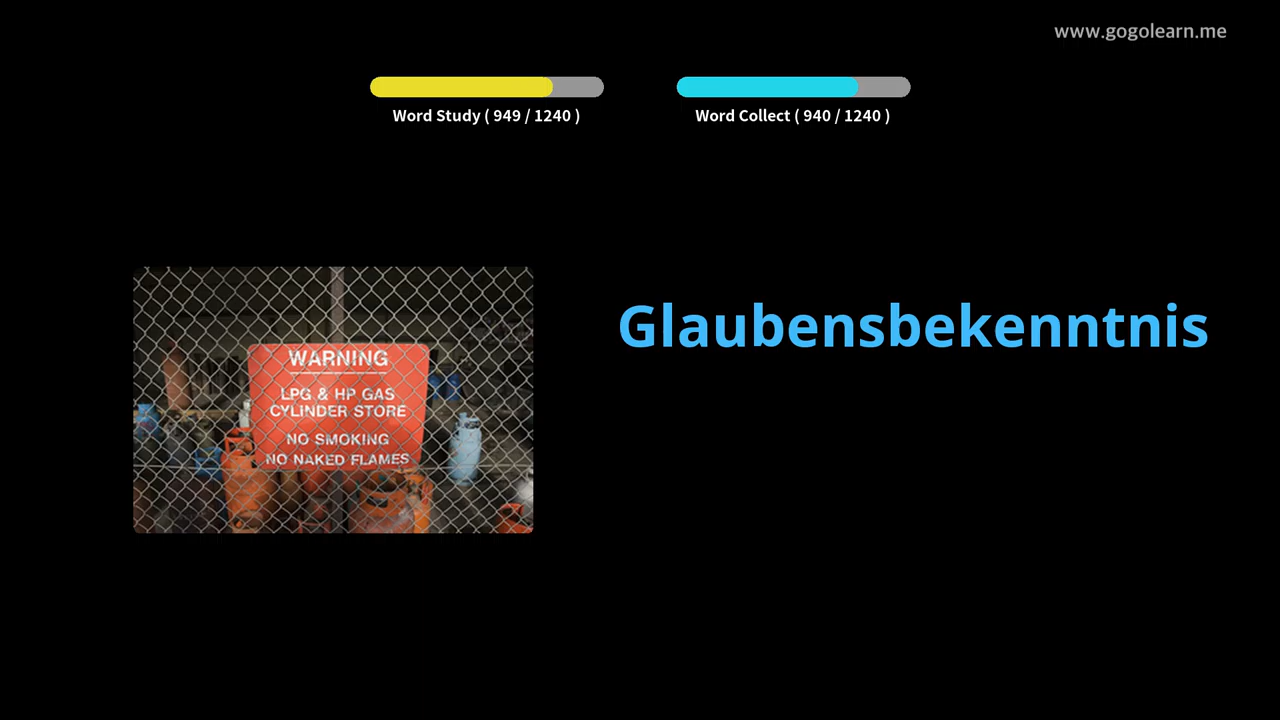 www.gogolearn.me
Word Study ( 949 / 1240 )
Word Collect ( 940 / 1240 )
Glaubensbekenntnis
WARNING
LPG & HP GAS
CYLINDER STORE
NO SMOKING
NO NAKED FLAMES